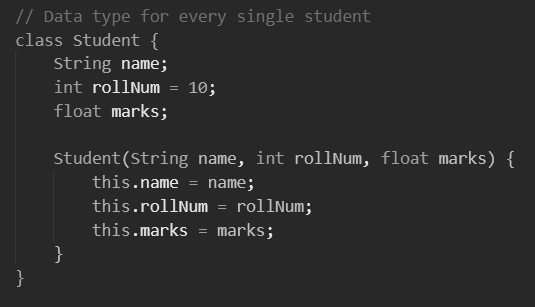 // Data type for every single student
class Student {
    String name;
    int rollNum = 10;
    float marks;

    Student(String name, int rollNum, float marks) {
        this.name = name;
        this.rollNum = rollNum;
        this.marks = marks;
    }
}